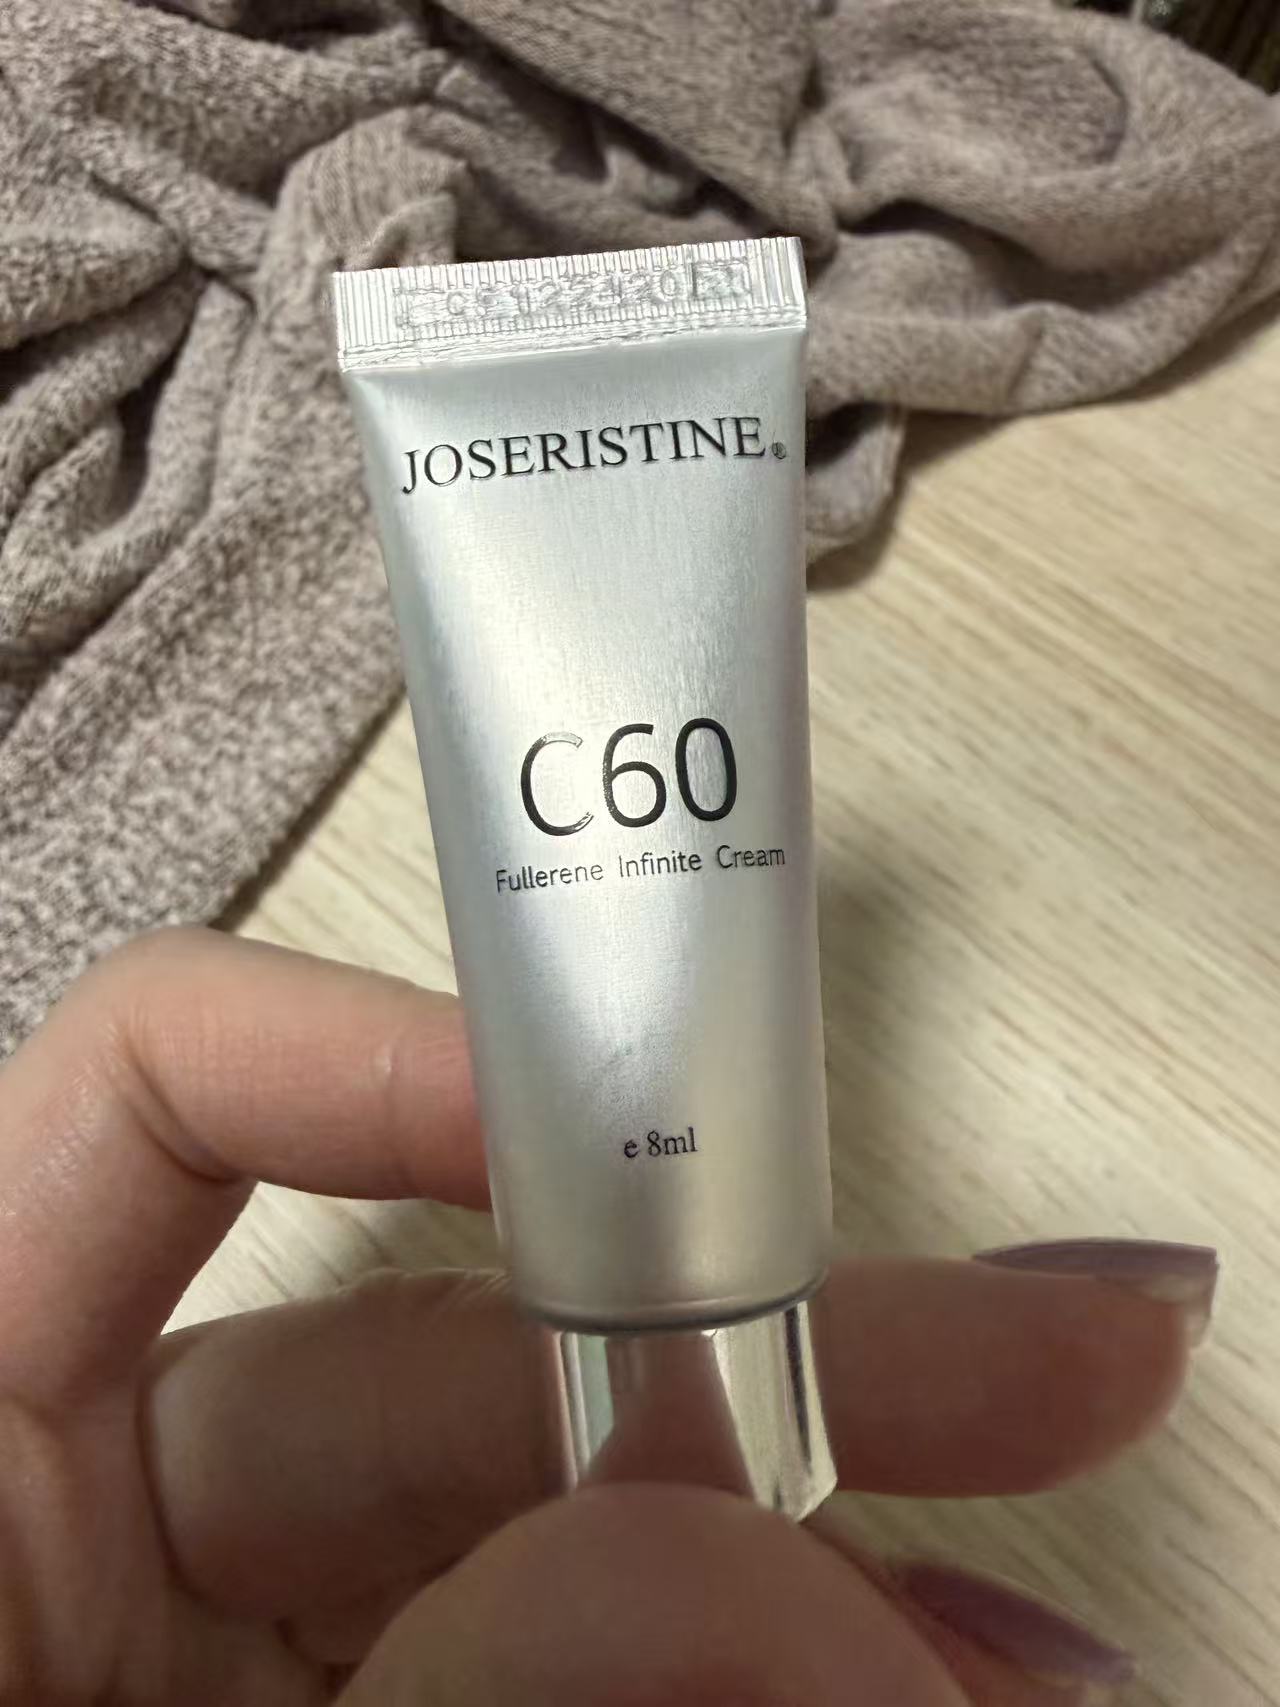 JOSERISTINE®
C60
Fullerene Infinite Cream
e 8ml